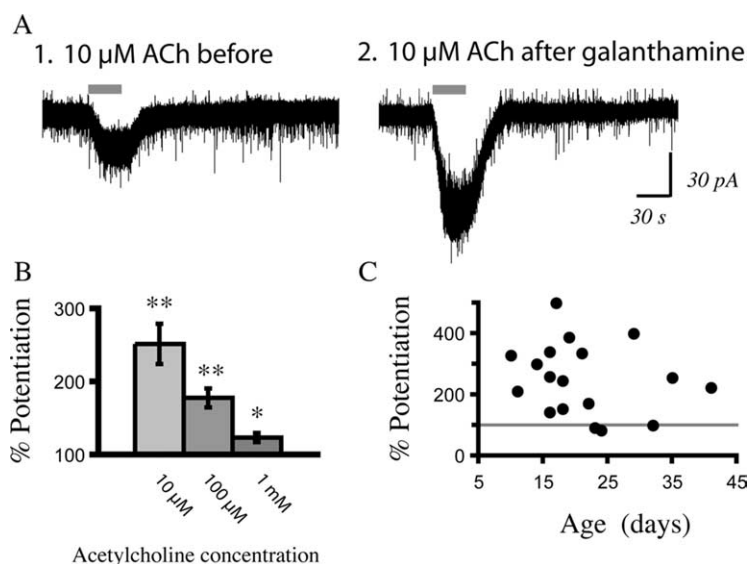 A
1. 10 µM ACh before
2. 10 µM ACh after galanthamine
30 pA
30 s
B
% Potentiation
300
200
100
**
**
*
10 µM
100 µM
1 mM
Acetylcholine concentration
C
% Potentiation
400
200
0
5
15
25
35
45
Age (days)